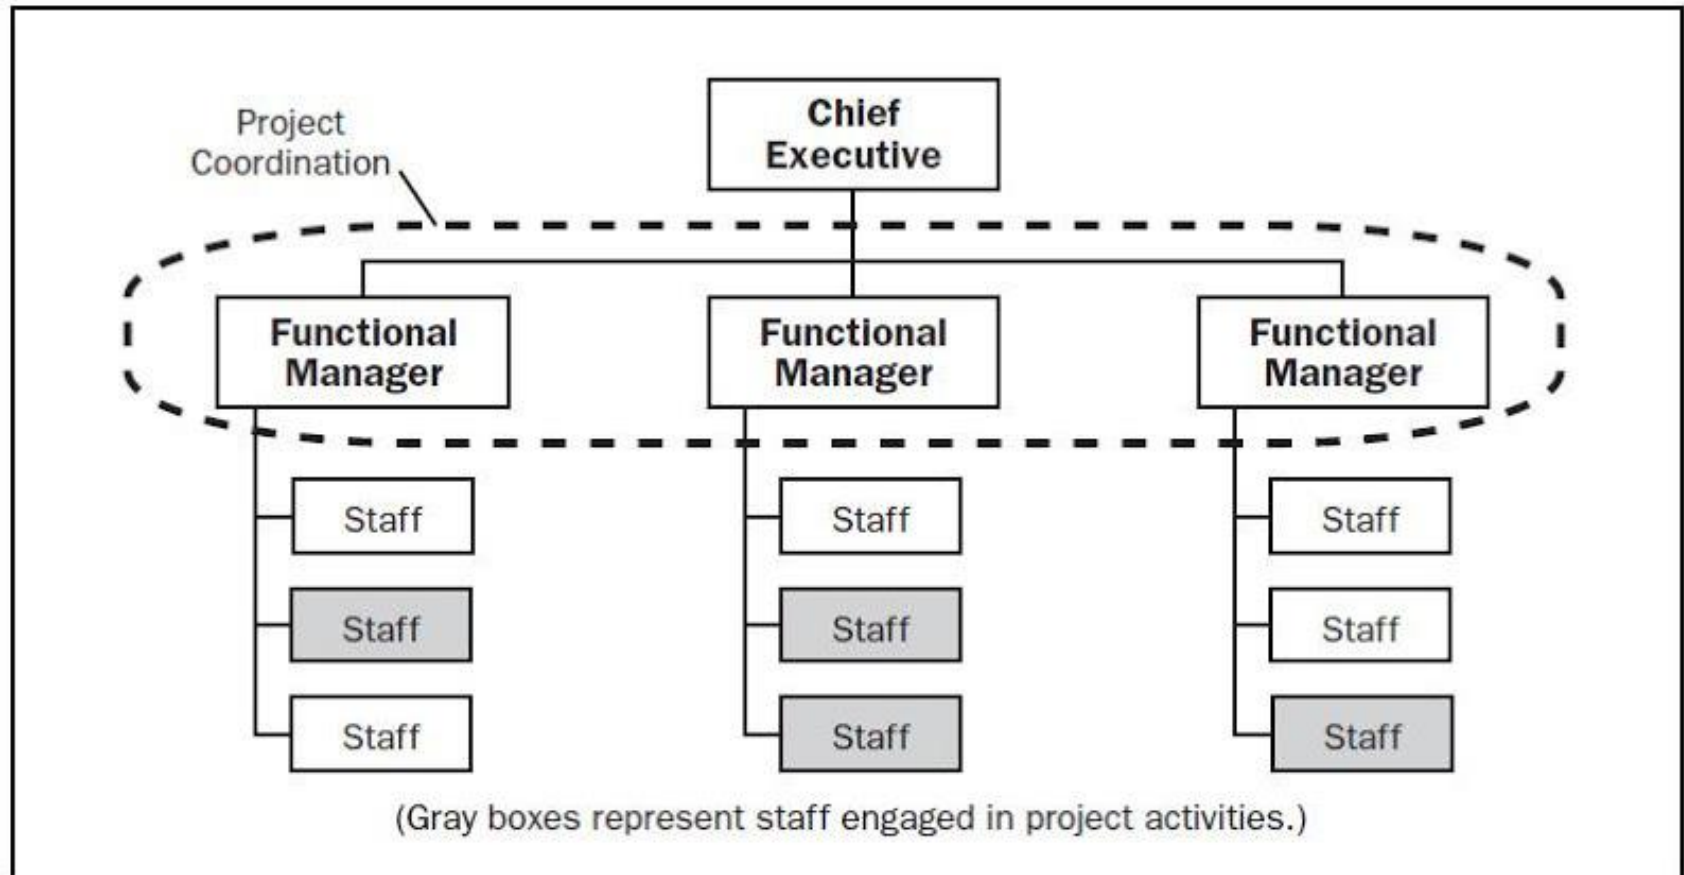 Project
Coordination
Chief
Executive
Functional
Manager
Functional
Manager
Functional
Manager
Staff
Staff
Staff
Staff
Staff
Staff
Staff
Staff
Staff
(Gray boxes represent staff engaged in project activities.)